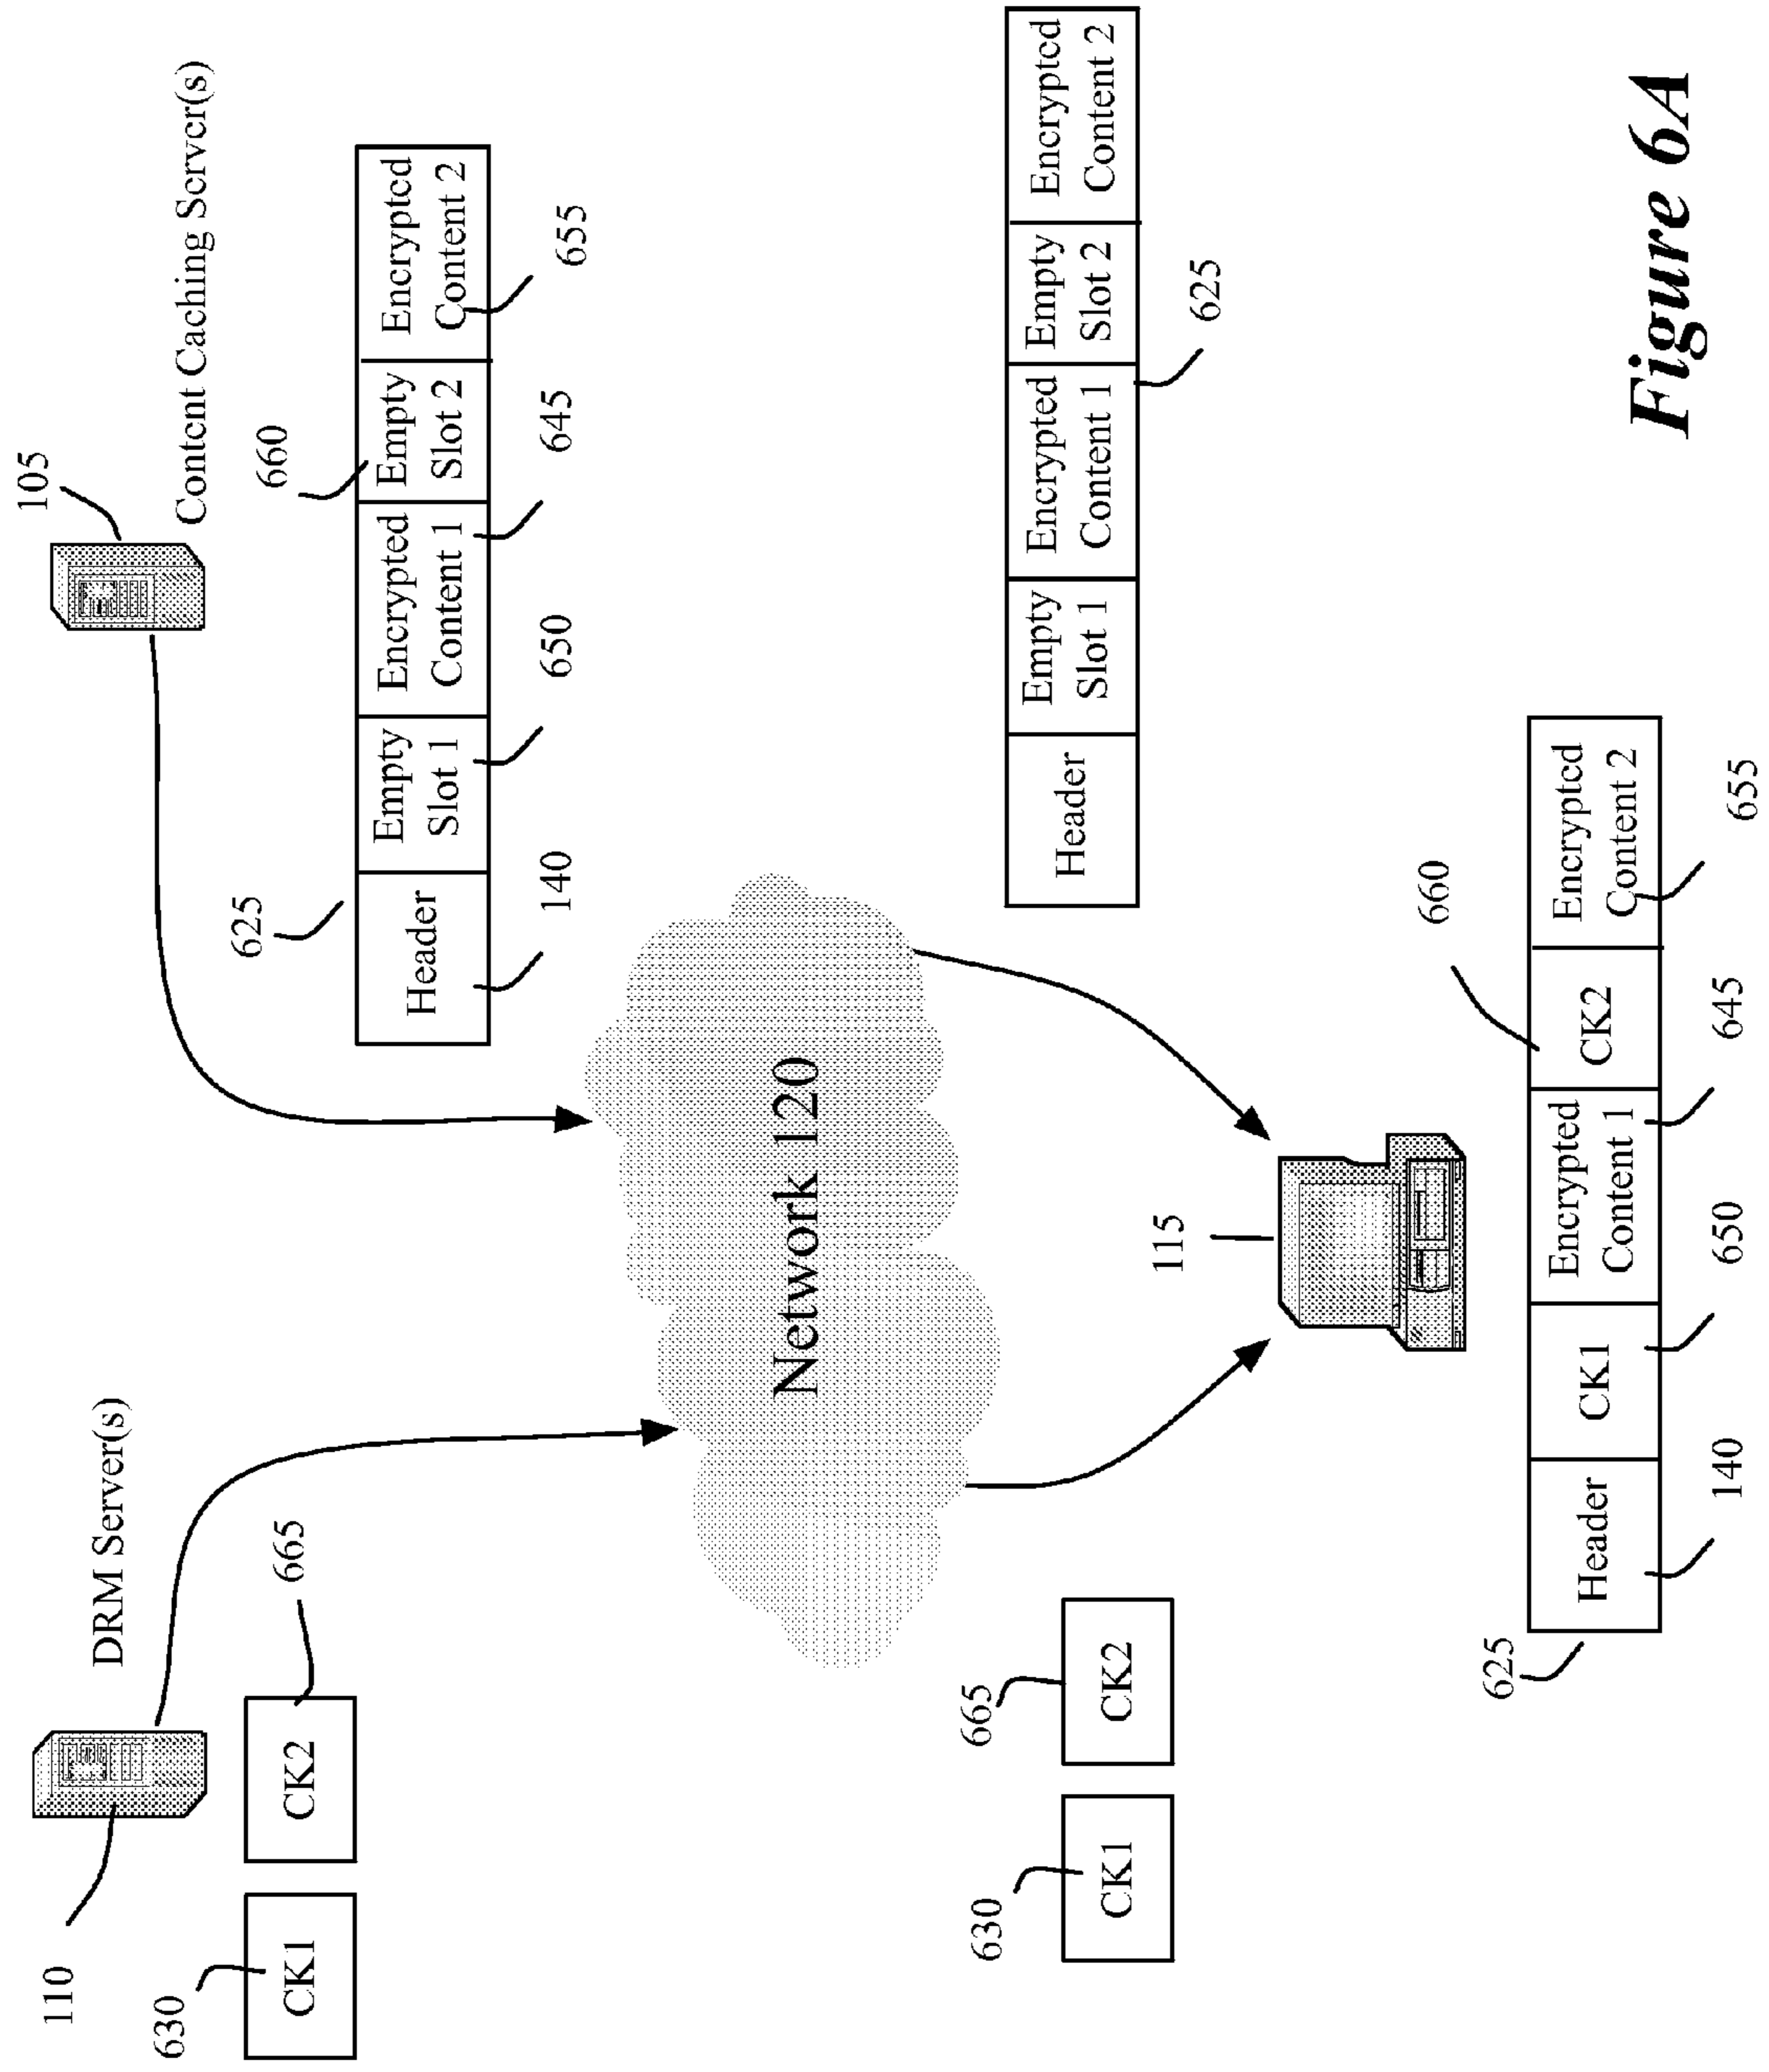 110
DRM Server(s)
630
665
CK1
CK2
105
Content Caching Server(s)
625
660
Header
Empty
Slot 1
Encrypted
Content 1
Empty
Slot 2
Encrypted
Content 2
140
650
645
655
Network 120
630
665
CK1
CK2
Header
Empty
Slot 1
Encrypted
Content 1
Empty
Slot 2
Encrypted
Content 2
625
115
625
660
Header
CK1
Encrypted
Content 1
CK2
Encrypted
Content 2
140
650
645
655
Figure 6A